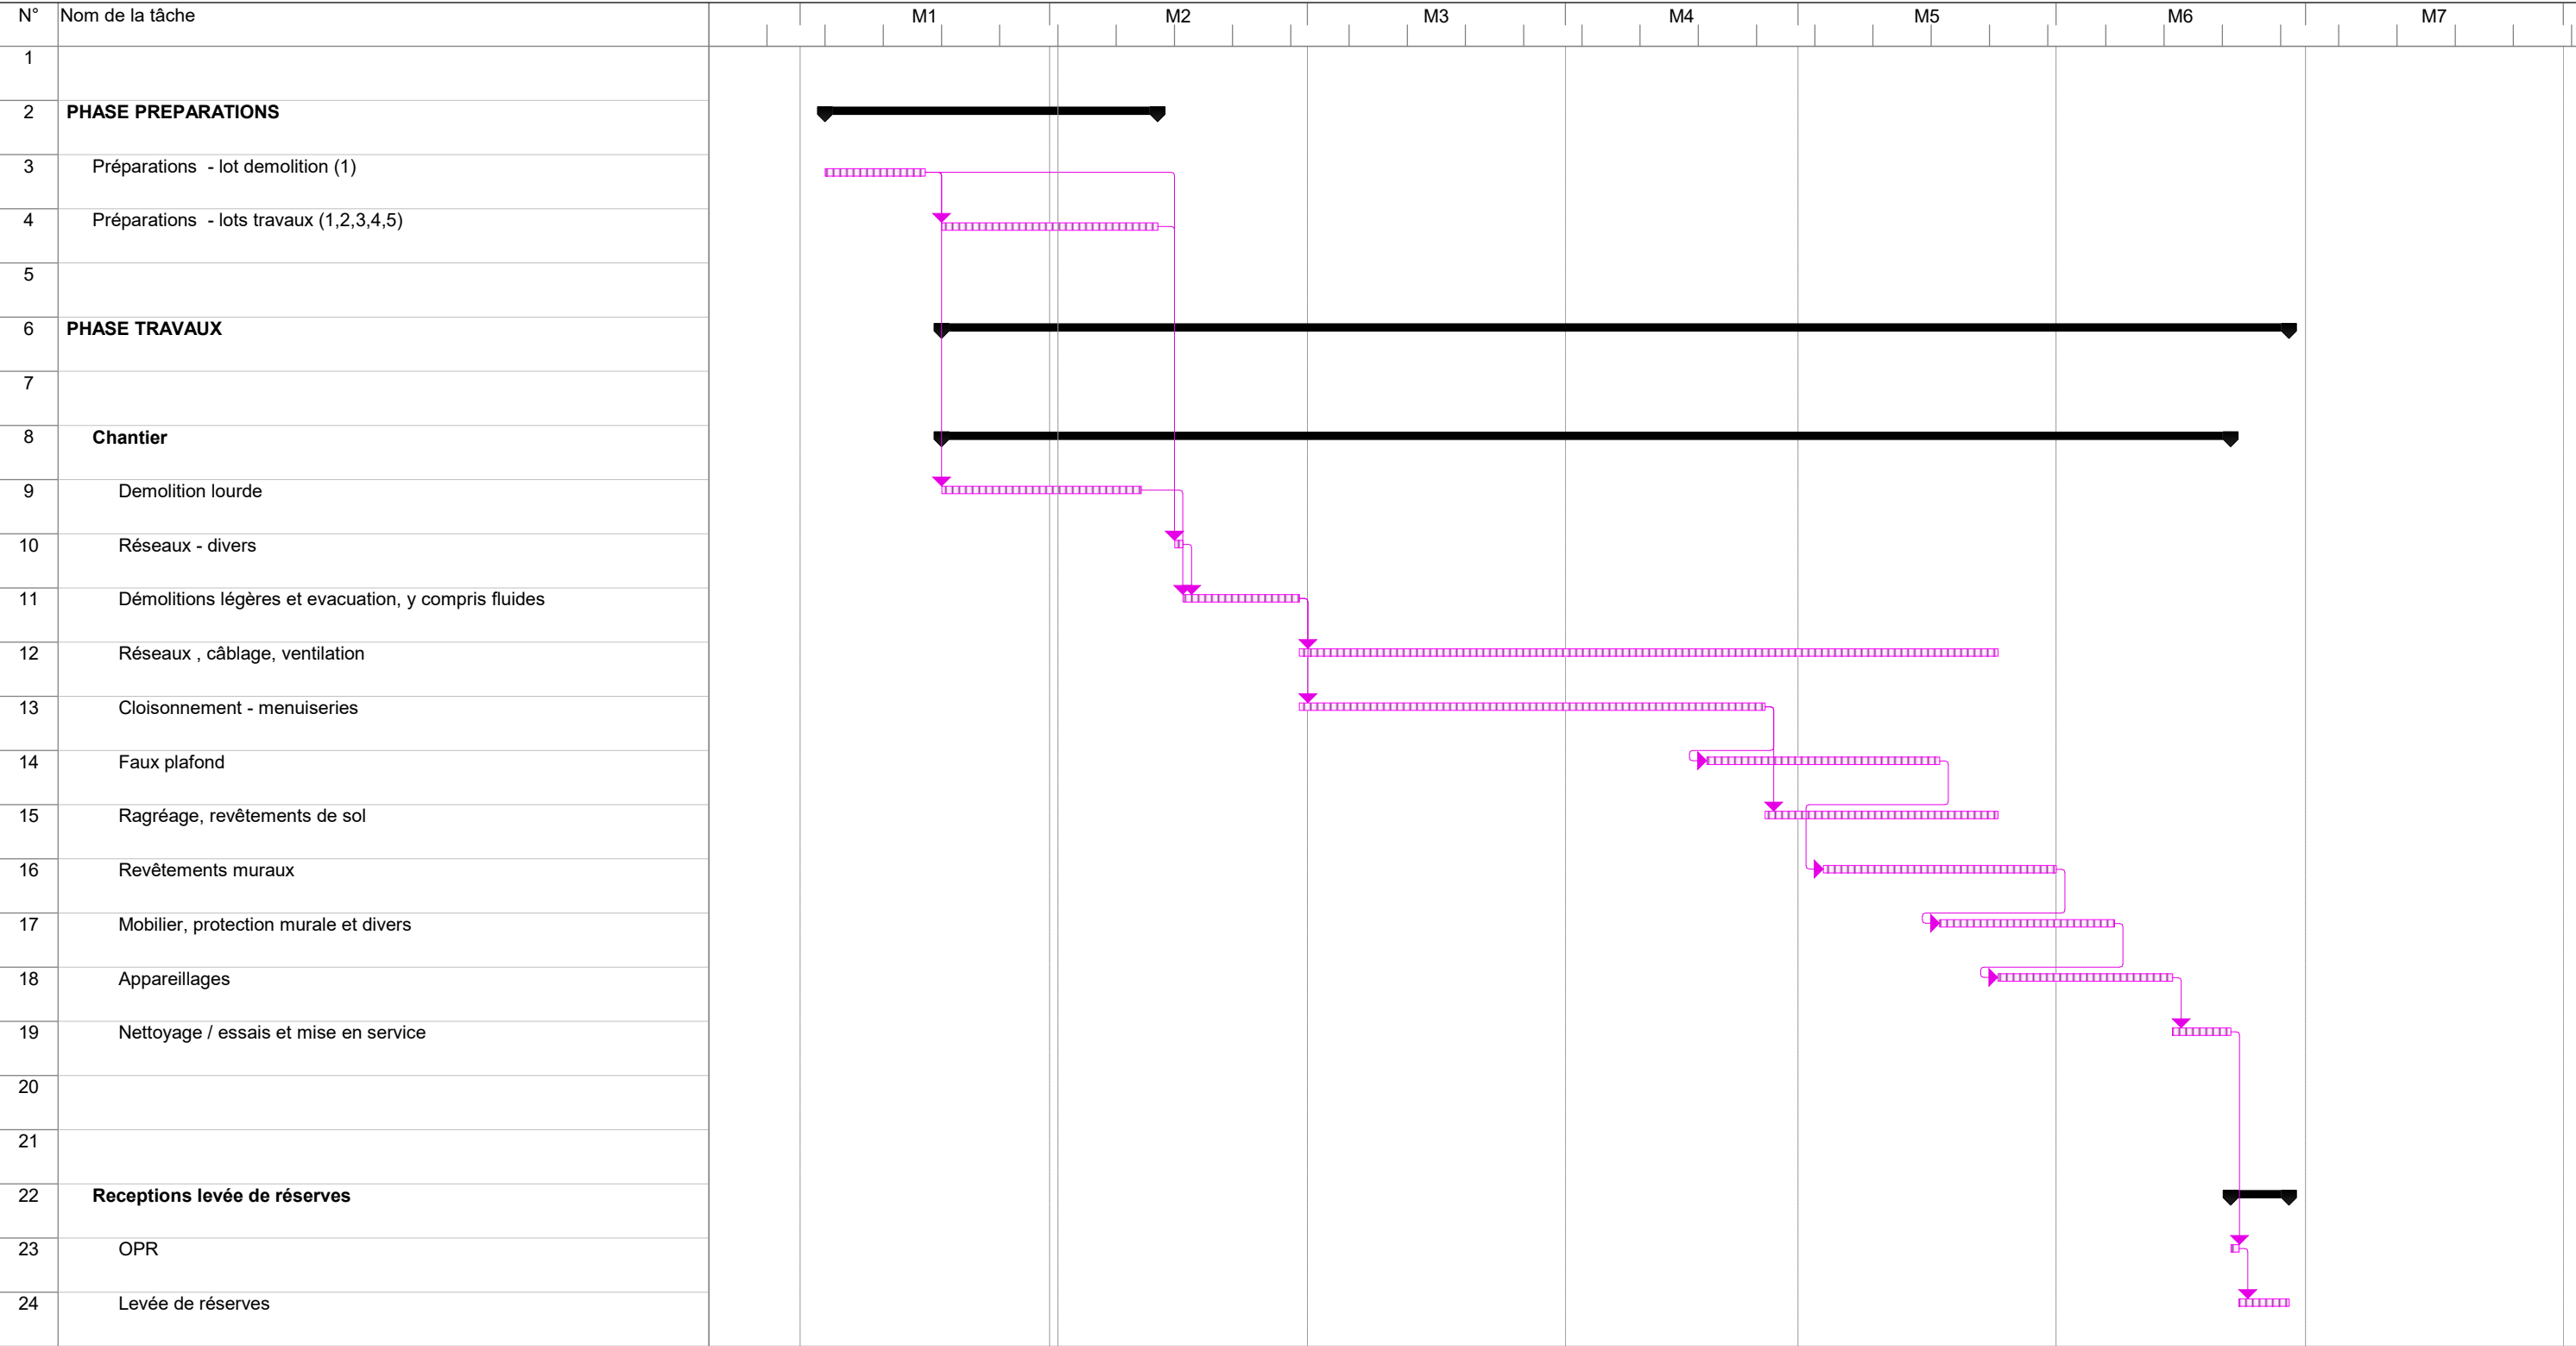 N° Nom de la tâche M1 M2 M3 M4 M5 M6 M7
1
2 PHASE PREPARATIONS
3 Préparations - lot demolition (1)
4 Préparations - lots travaux (1,2,3,4,5)
5
6 PHASE TRAVAUX
7
8 Chantier
9 Demolition lourde
10 Réseaux - divers
11 Démolitions légères et evacuation, y compris fluides
12 Réseaux , câblage, ventilation
13 Cloisonnement - menuiseries
14 Faux plafond
15 Ragréage, revêtements de sol
16 Revêtements muraux
17 Mobilier, protection murale et divers
18 Appareillages
19 Nettoyage / essais et mise en service
20
21
22 Receptions levée de réserves
23 OPR
24 Levée de réserves